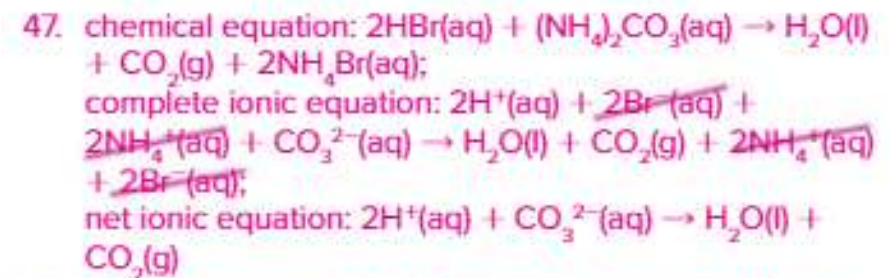 47. chemical equation: 2HBr(aq) + (NH₄)₂CO₃(aq) → H₂O(l)
+ CO₂(g) + 2NH₄Br(aq);
complete ionic equation: 2H⁺(aq) + 2Br⁻(aq) +
2NH₄⁺(aq) + CO₃²⁻(aq) → H₂O(l) + CO₂(g) + 2NH₄⁺(aq)
+ 2Br⁻(aq);
net ionic equation: 2H⁺(aq) + CO₃²⁻(aq) → H₂O(l) +
CO₂(g)